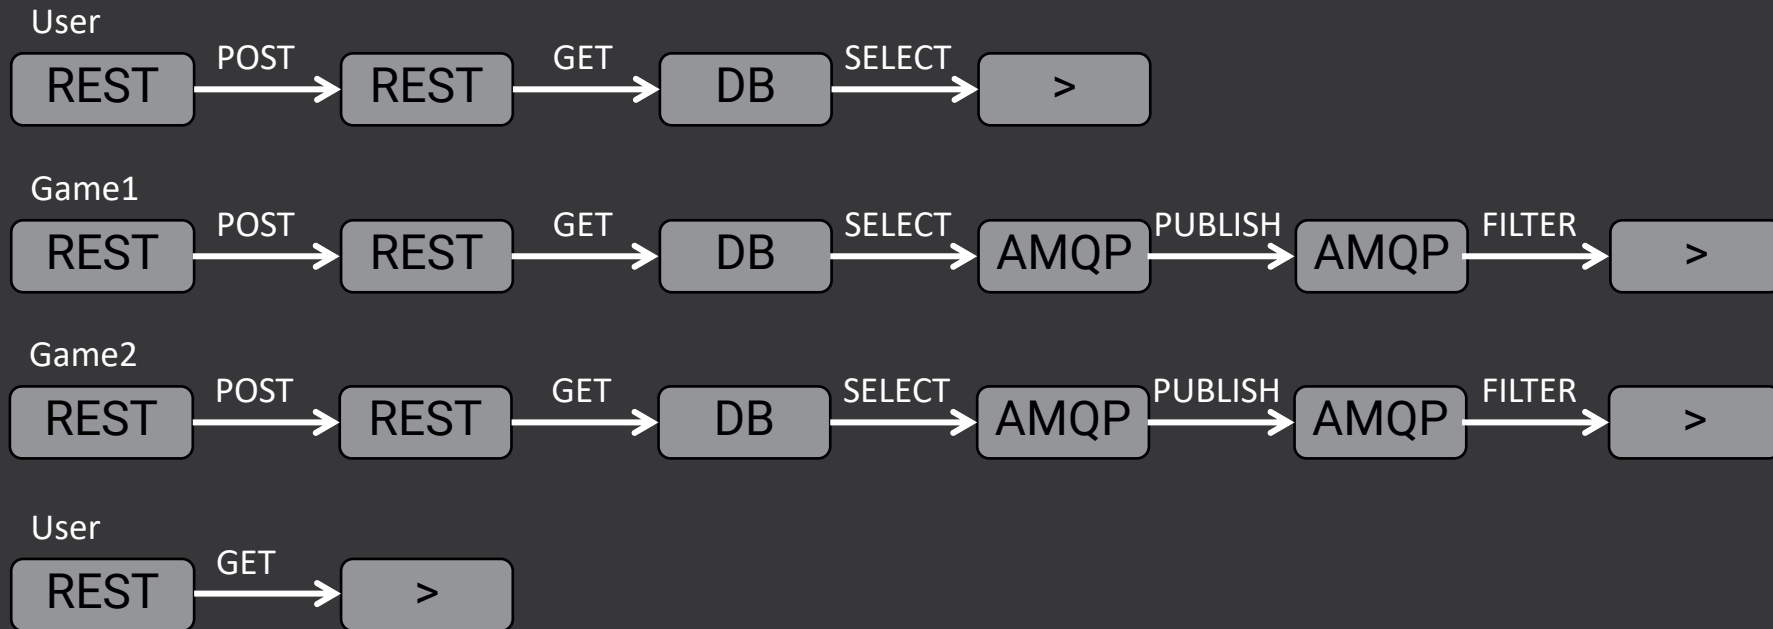 User
REST POST REST GET DB SELECT >
Game1
REST POST REST GET DB SELECT AMQP PUBLISH AMQP FILTER >
Game2
REST POST REST GET DB SELECT AMQP PUBLISH AMQP FILTER >
User
REST GET >